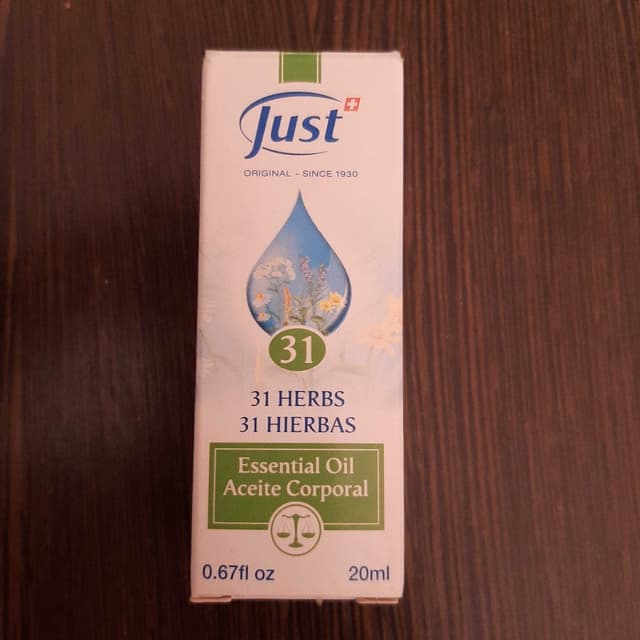 Just
ORIGINAL - SINCE 1930
31
31 HERBS
31 HIERBAS
Essential Oil
Aceite Corporal
0.67fl oz 20ml